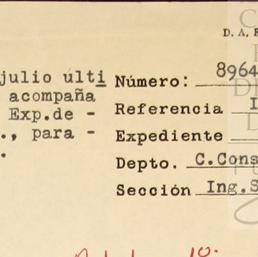 D. A. F
julio ulti
acompaña
Exp.de -
., para -
.
Número: 8964
Referencia I
Expediente
Depto. C.Cons
Sección Ing.S